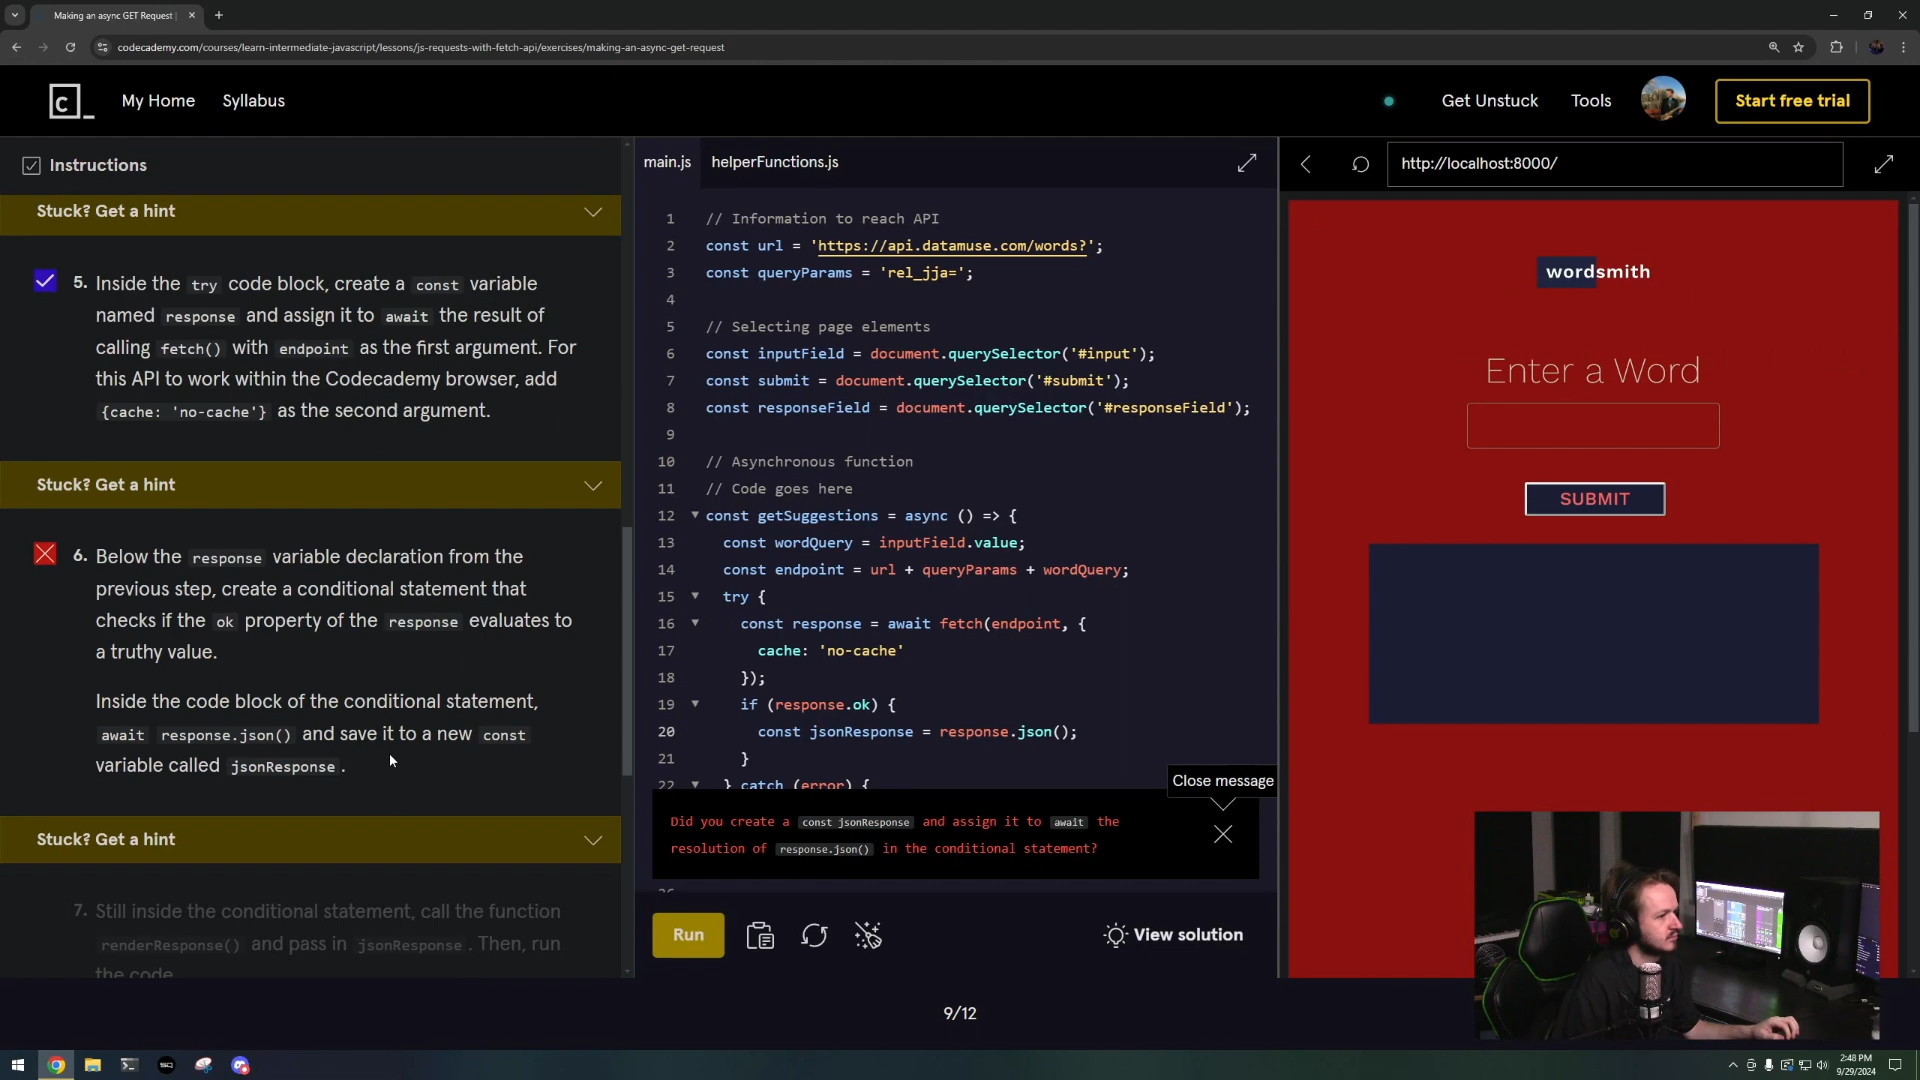 Making an async GET Request |
codecademy.com/courses/learn-intermediate-javascript/lessons/js-requests-with-fetch-api/exercises/making-an-async-get-request
c_
My Home
Syllabus
Get Unstuck
Tools
Start free trial
Instructions
Stuck? Get a hint
5. Inside the try code block, create a const variable
named response and assign it to await the result of
calling fetch() with endpoint as the first argument. For
this API to work within the Codecademy browser, add
{cache: 'no-cache'} as the second argument.
Stuck? Get a hint
6. Below the response variable declaration from the
previous step, create a conditional statement that
checks if the ok property of the response evaluates to
a truthy value.
Inside the code block of the conditional statement,
await response.json() and save it to a new const
variable called jsonResponse.
Stuck? Get a hint
7. Still inside the conditional statement, call the function
renderResponse() and pass in jsonResponse. Then, run
the code
main.js
helperFunctions.js
1 // Information to reach API
2 const url = 'https://api.datamuse.com/words?';
3 const queryParams = 'rel_jja=';
4
5 // Selecting page elements
6 const inputField = document.querySelector('#input');
7 const submit = document.querySelector('#submit');
8 const responseField = document.querySelector('#responseField');
9
10 // Asynchronous function
11 // Code goes here
12 const getSuggestions = async () => {
13 const wordQuery = inputField.value;
14 const endpoint = url + queryParams + wordQuery;
15 try {
16 const response = await fetch(endpoint, {
17 cache: 'no-cache'
18 });
19 if (response.ok) {
20 const jsonResponse = response.json();
21 }
22 } catch (error) {
Close message
Did you create a const jsonResponse and assign it to await the
resolution of response.json() in the conditional statement?
26
Run
View solution
http://localhost:8000/
wordsmith
Enter a Word
SUBMIT
9/12
2:48 PM
9/29/2024